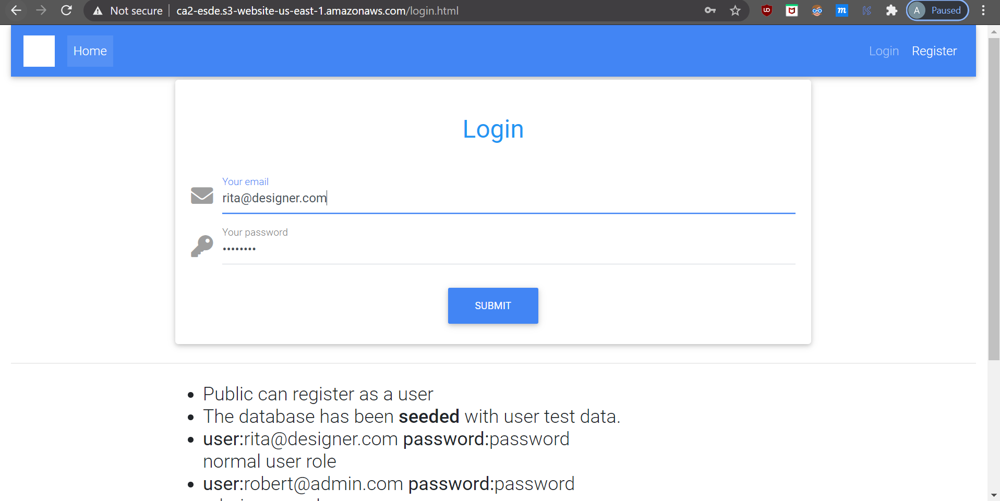 Not secure | ca2-esde.s3-website-us-east-1.amazonaws.com/login.html
A Paused
Home
Login Register
Login
Your email
rita@designer.com
Your password
••••••••
SUBMIT
• Public can register as a user
• The database has been seeded with user test data.
• user:rita@designer.com password:password
normal user role
• user:robert@admin.com password:password